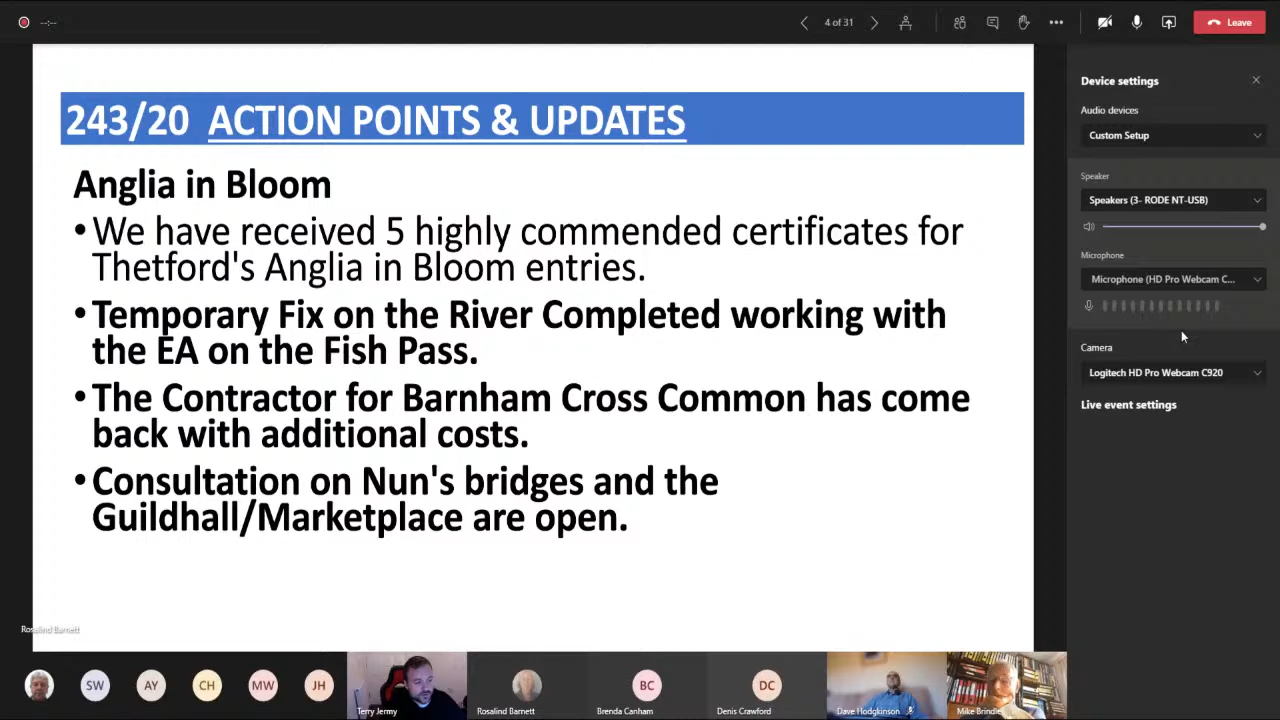 --:--
4 of 31
Leave
243/20 ACTION POINTS & UPDATES
Anglia in Bloom
•We have received 5 highly commended certificates for
Thetford's Anglia in Bloom entries.
•Temporary Fix on the River Completed working with
the EA on the Fish Pass.
•The Contractor for Barnham Cross Common has come
back with additional costs.
•Consultation on Nun's bridges and the
Guildhall/Marketplace are open.
Device settings
Audio devices
Custom Setup
Speaker
Speakers (3- RODE NT-USB)
Microphone
Microphone (HD Pro Webcam C...
Camera
Logitech HD Pro Webcam C920
Live event settings
Rosalind Barnett
SW
AY
CH
MW
JH
Terry Jermy
Rosalind Barnett
BC
Brenda Canham
DC
Denis Crawford
Dave Hodgkinson
Mike Brindle